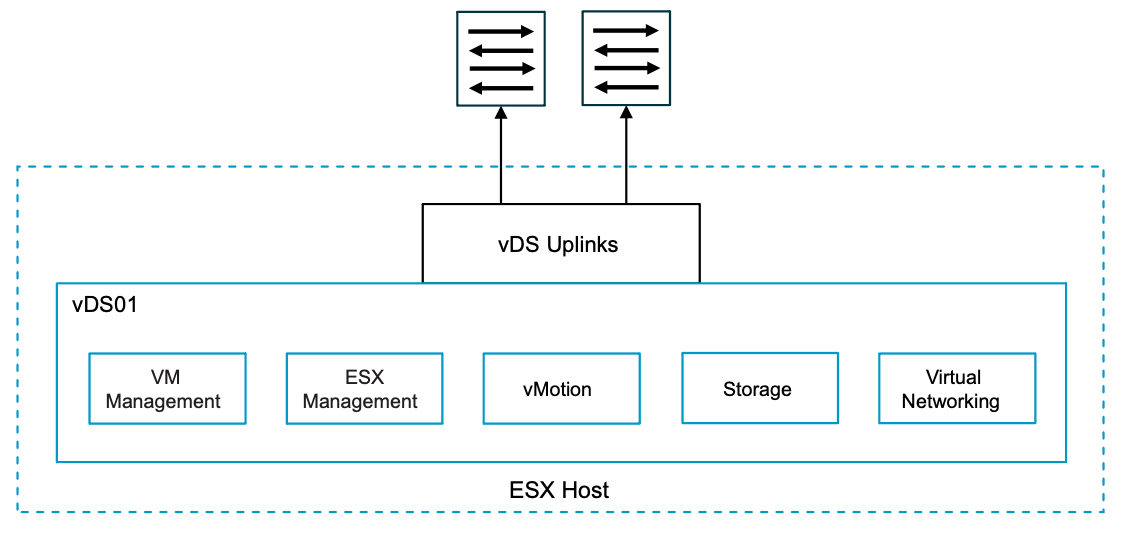 vDS Uplinks
vDS01
VM
Management
ESX
Management
vMotion
Storage
Virtual
Networking
ESX Host